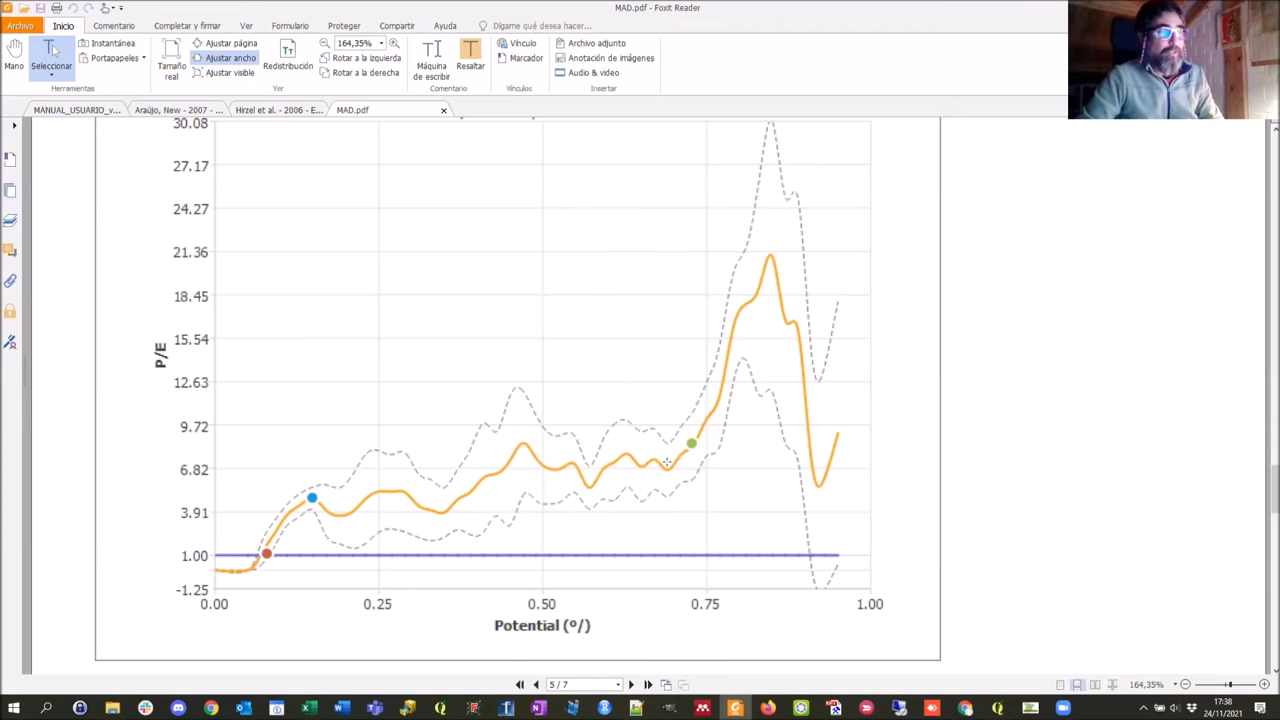 MAD.pdf - Foxit Reader
Archivo Inicio Comentario Completar y firmar Ver Formulario Proteger Compartir Ayuda Dígame qué desea hacer...
Mano
Seleccionar
Instantánea
Portapapeles
Herramientas
Tamaño real
Ajustar página
Ajustar ancho
Ajustar visible
Redistribución
164,35%
Rotar a la izquierda
Rotar a la derecha
Ver
Máquina de escribir
Resaltar
Comentario
Vínculo
Marcador
Vínculos
Archivo adjunto
Anotación de imágenes
Audio & video
Insertar
MANUAL_USUARIO_v... Araújo, New - 2007 - ... Hirzel et al. - 2006 - E... MAD.pdf
30.08
27.17
24.27
21.36
18.45
15.54
12.63
9.72
6.82
3.91
1.00
-1.25
P/E
0.00 0.25 0.50 0.75 1.00
Potential (º/)
5 / 7
164,35%
17:38
24/11/2021